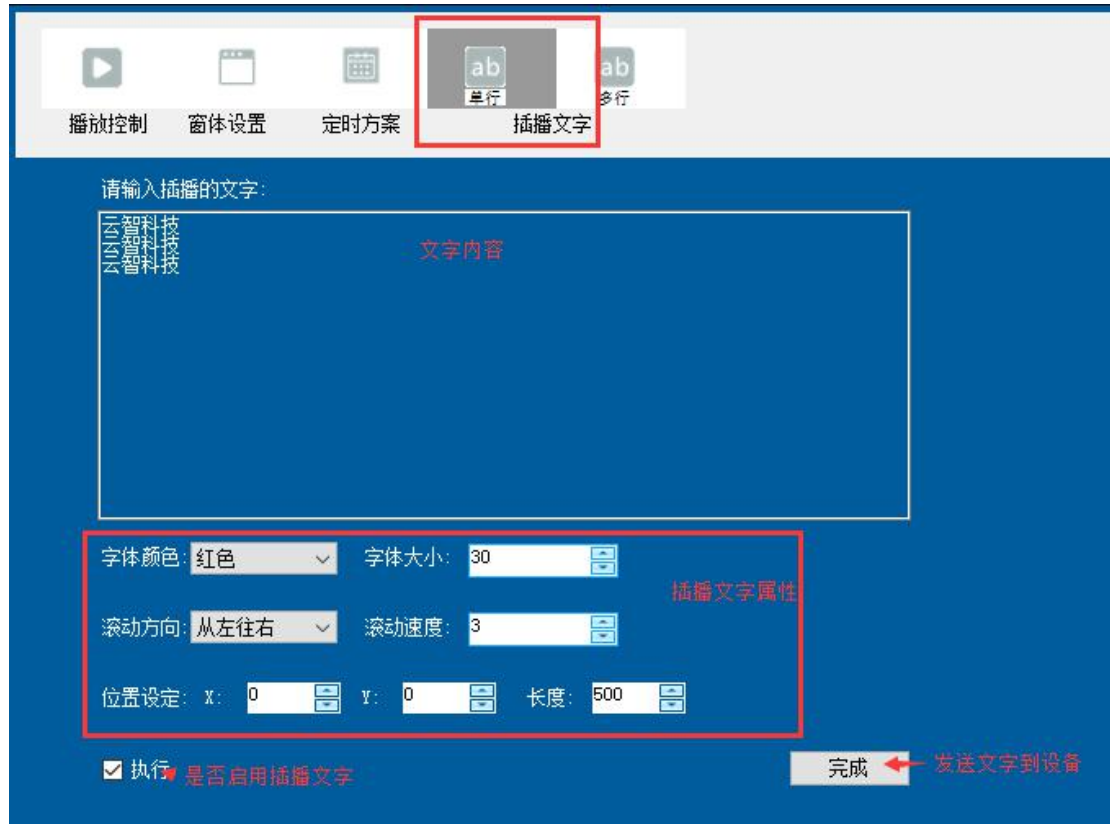 ab ab
单行 多行
播放控制 窗体设置 定时方案 插播文字
请输入插播的文字:
云智科技
云智科技
云智科技
文字内容
字体颜色: 红色 字体大小: 30
插播文字属性
滚动方向: 从左往右 滚动速度: 3
位置设定: X: 0 Y: 0 长度: 500
执行 是否启用插播文字
完成 发送文字到设备